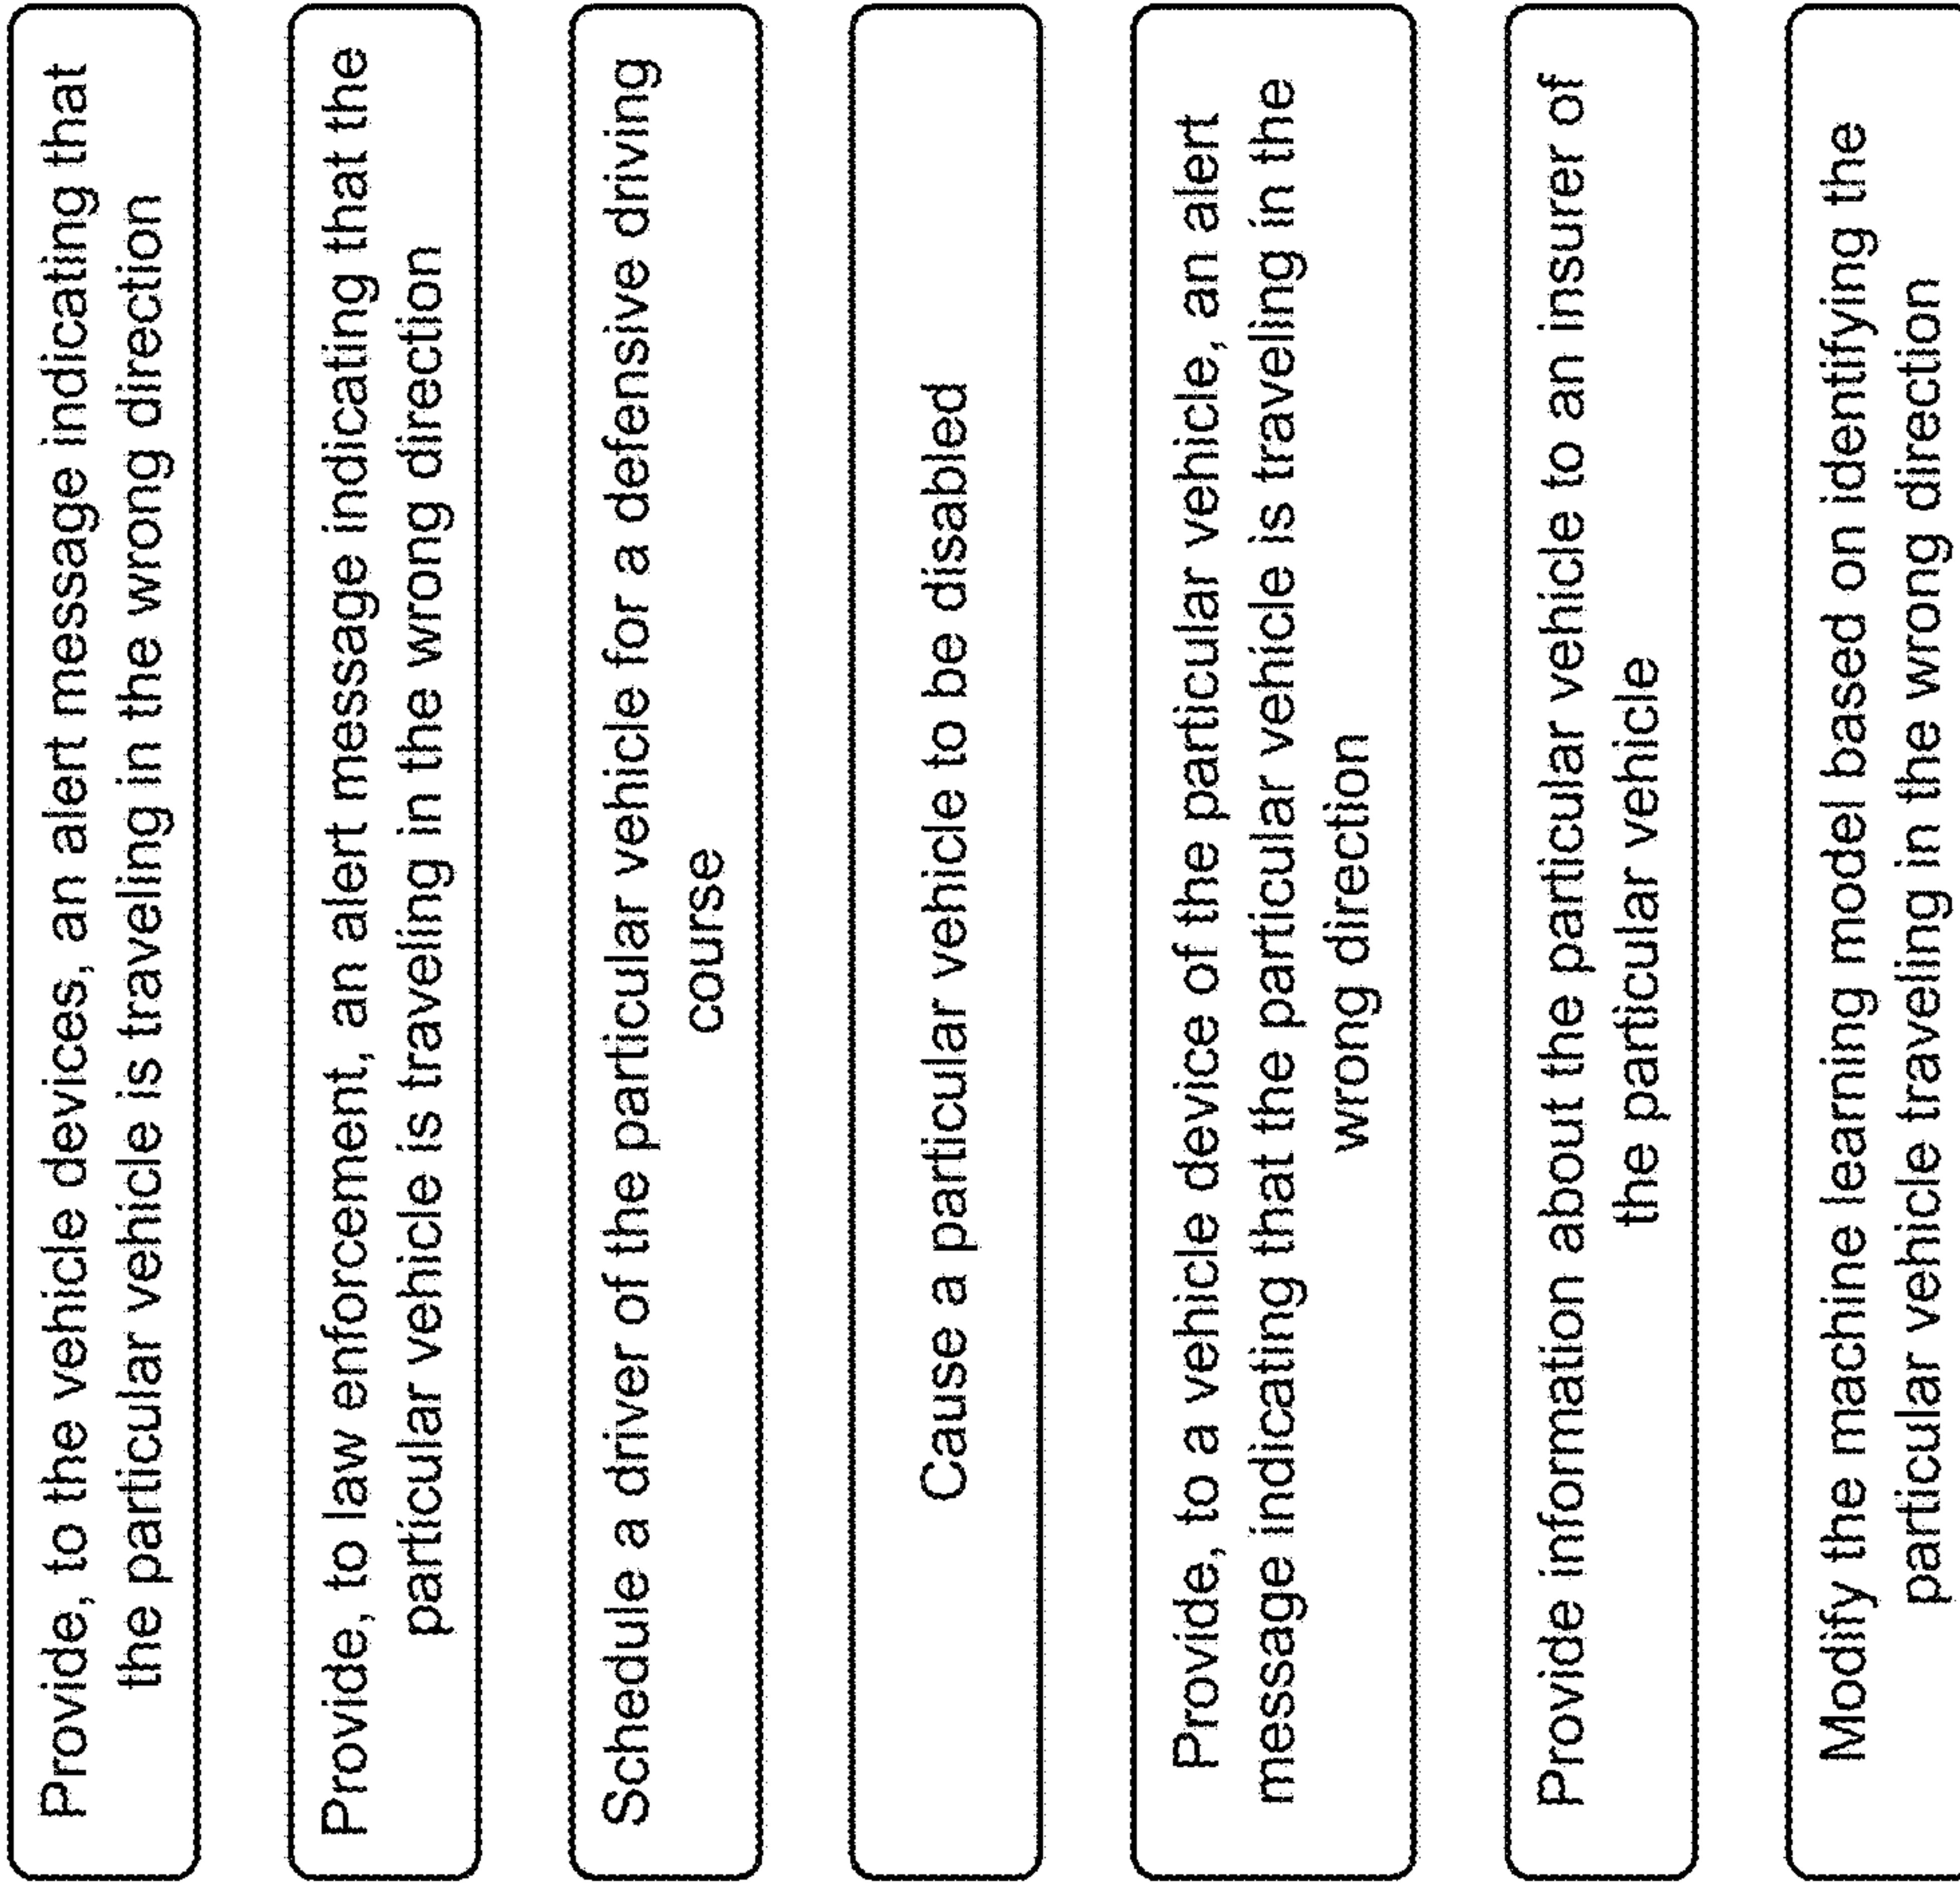 Provide, to the vehicle devices, an alert message indicating that
the particular vehicle is traveling in the wrong direction
Provide, to law enforcement, an alert message indicating that the
particular vehicle is traveling in the wrong direction
Schedule a driver of the particular vehicle for a defensive driving
course
Cause a particular vehicle to be disabled
Provide, to a vehicle device of the particular vehicle, an alert
message indicating that the particular vehicle is traveling in the
wrong direction
Provide information about the particular vehicle to an insurer of
the particular vehicle
Modify the machine learning model based on identifying the
particular vehicle traveling in the wrong direction